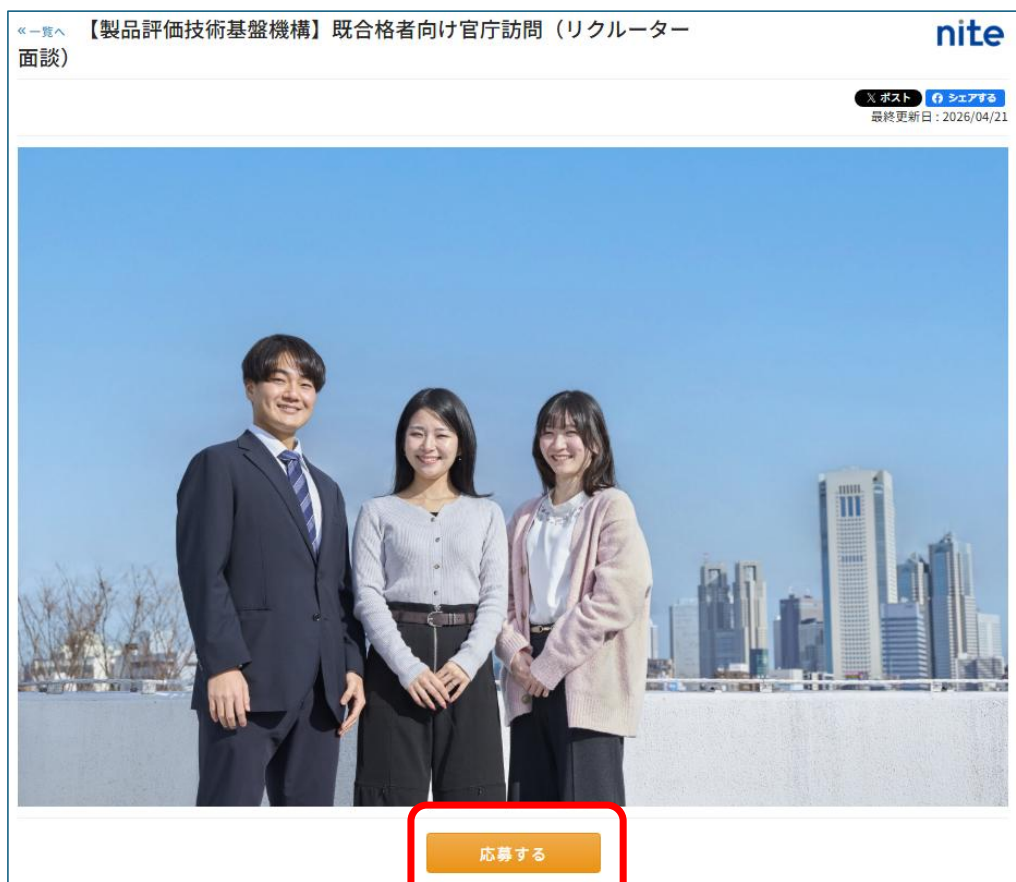 «一覧へ 【製品評価技術基盤機構】既合格者向け官庁訪問（リクルーター
面談）
nite
X ポスト シェアする
最終更新日 : 2026/04/21
応募する